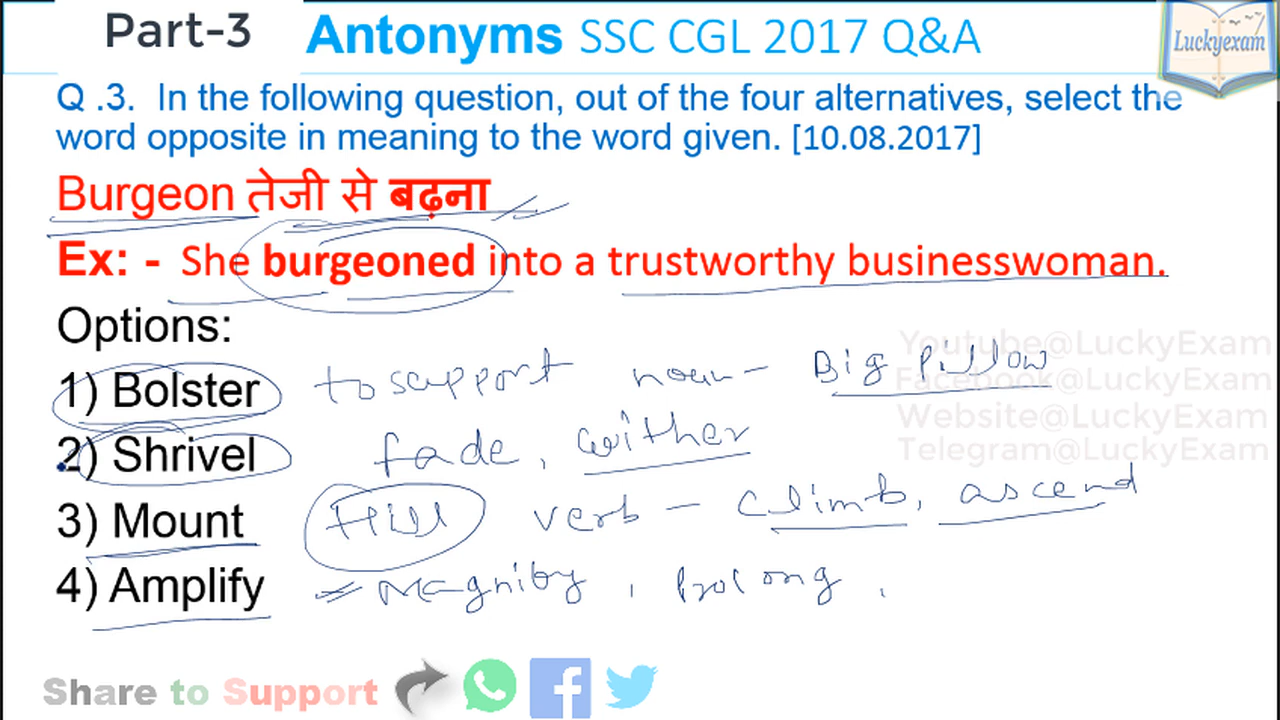 Part-3 Antonyms SSC CGL 2017 Q&A
Luckyexam
Q .3. In the following question, out of the four alternatives, select the
word opposite in meaning to the word given. [10.08.2017]
Burgeon तेजी से बढ़ना
Ex: - She burgeoned into a trustworthy businesswoman.
Options:
Youtube@LuckyExam
1) Bolster to support noun - Big pillow
Facebook@LuckyExam
Website@LuckyExam
2) Shrivel fade, wither
Telegram@LuckyExam
3) Mount Hill verb - climb, ascend
4) Amplify Magnify, prolong,
Share to Support